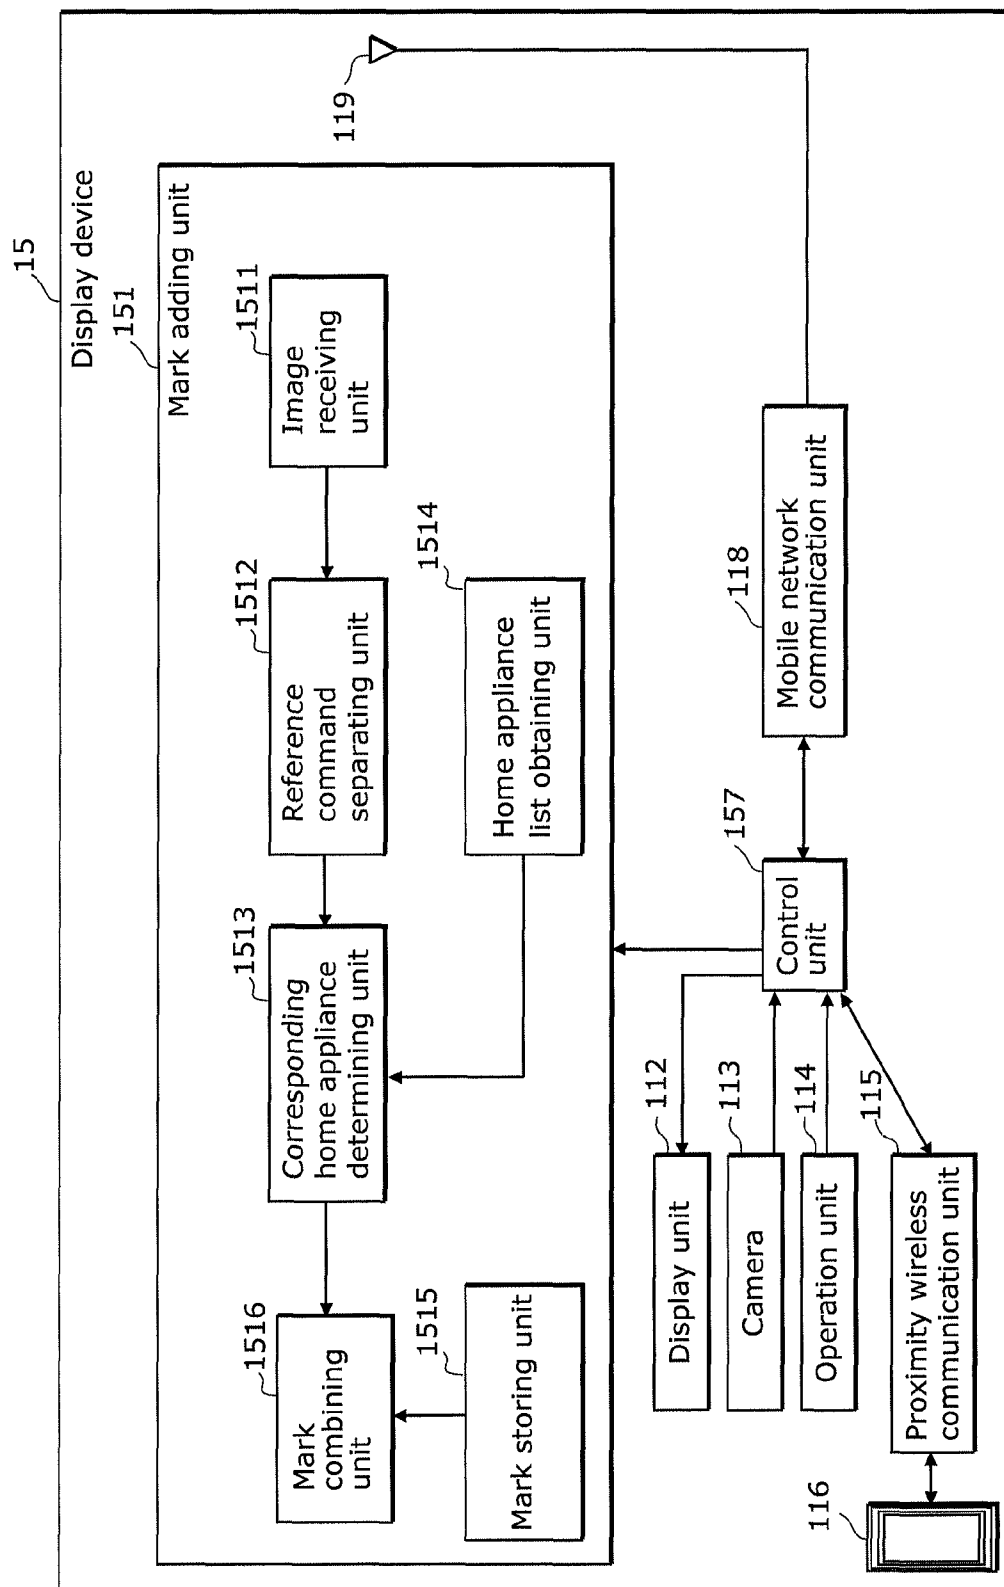 15
Display device
151
Mark adding unit
119
1511
Image
receiving
unit
1512
Reference
command
separating unit
1513
Corresponding
home appliance
determining unit
1516
Mark
combining
unit
1514
Home appliance
list obtaining unit
1515
Mark storing unit
118
Mobile network
communication unit
157
Control
unit
112
Display unit
113
Camera
114
Operation unit
115
Proximity wireless
communication unit
116